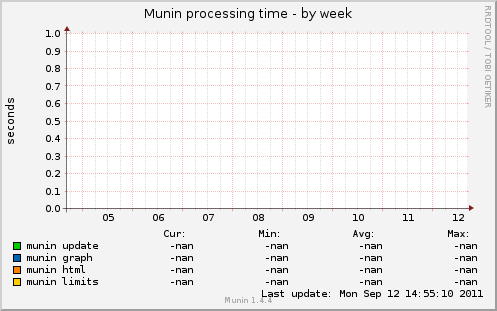 Munin processing time - by week
RRDTOOL / TOBI OETIKER
seconds
1.0
0.9
0.8
0.7
0.6
0.5
0.4
0.3
0.2
0.1
0.0
05 06 07 08 09 10 11 12
Cur: Min: Avg: Max:
munin update -nan -nan -nan -nan
munin graph -nan -nan -nan -nan
munin html -nan -nan -nan -nan
munin limits -nan -nan -nan -nan
Last update: Mon Sep 12 14:55:10 2011
Munin 1.4.4